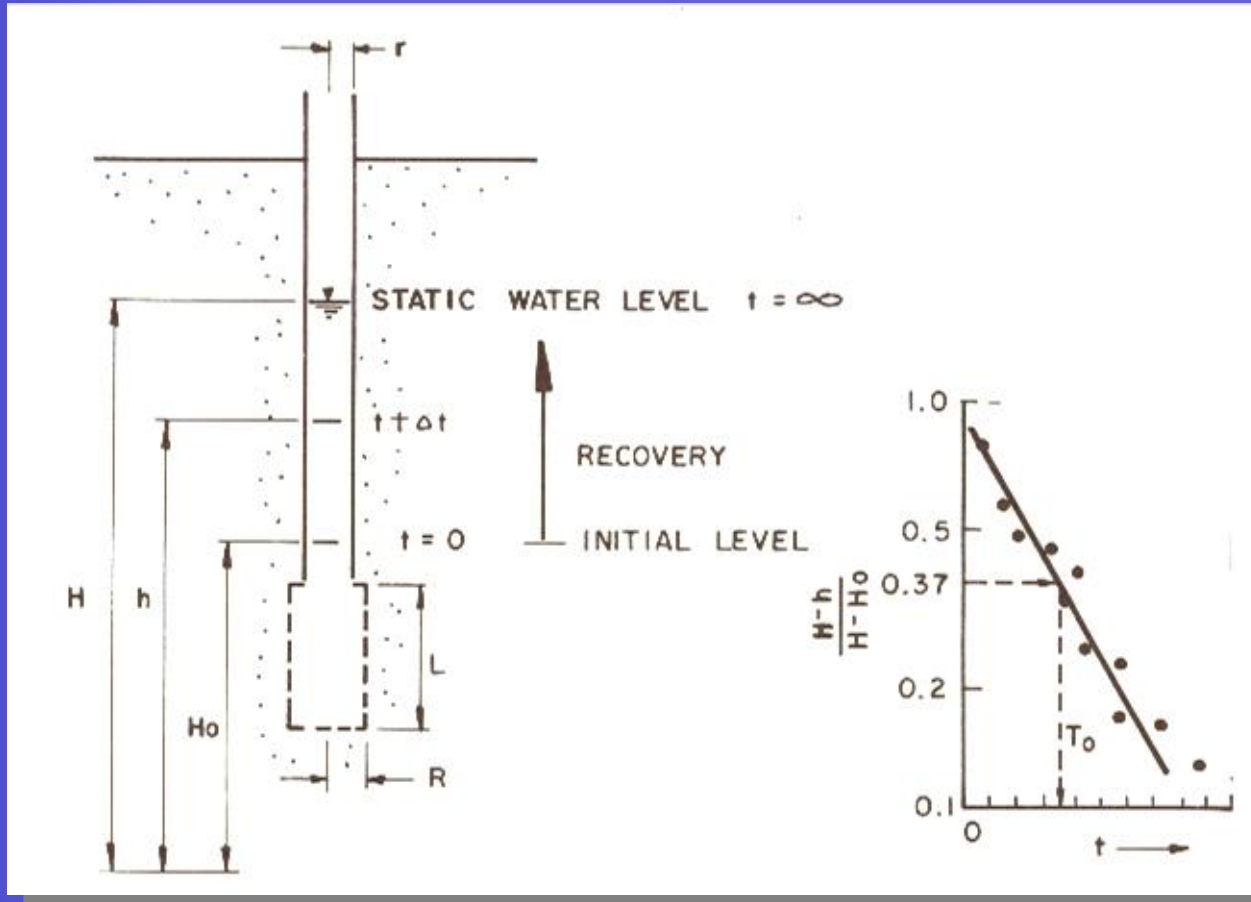 r
STATIC WATER LEVEL t = ∞
t + Δt
RECOVERY
t = 0
INITIAL LEVEL
H
h
Ho
L
R
1.0
0.5
0.37
0.2
0.1
H-h
H-Ho
To
0
t